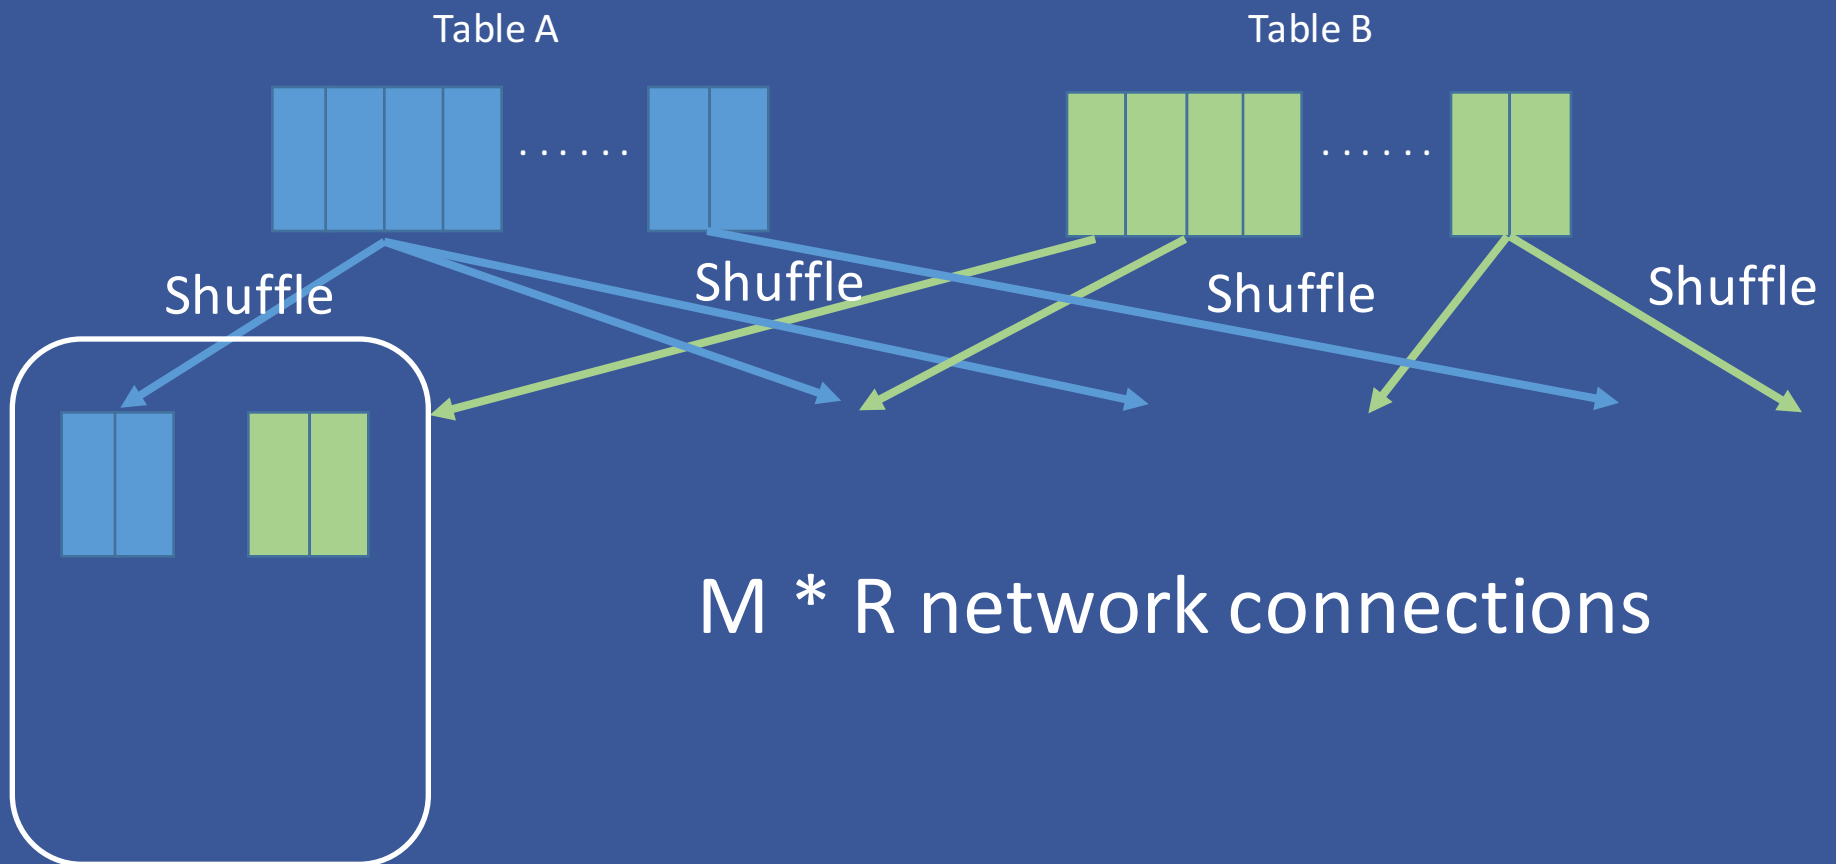 Table A
Table B
. . . . . .
. . . . . .
Shuffle
Shuffle
Shuffle
Shuffle
M * R network connections